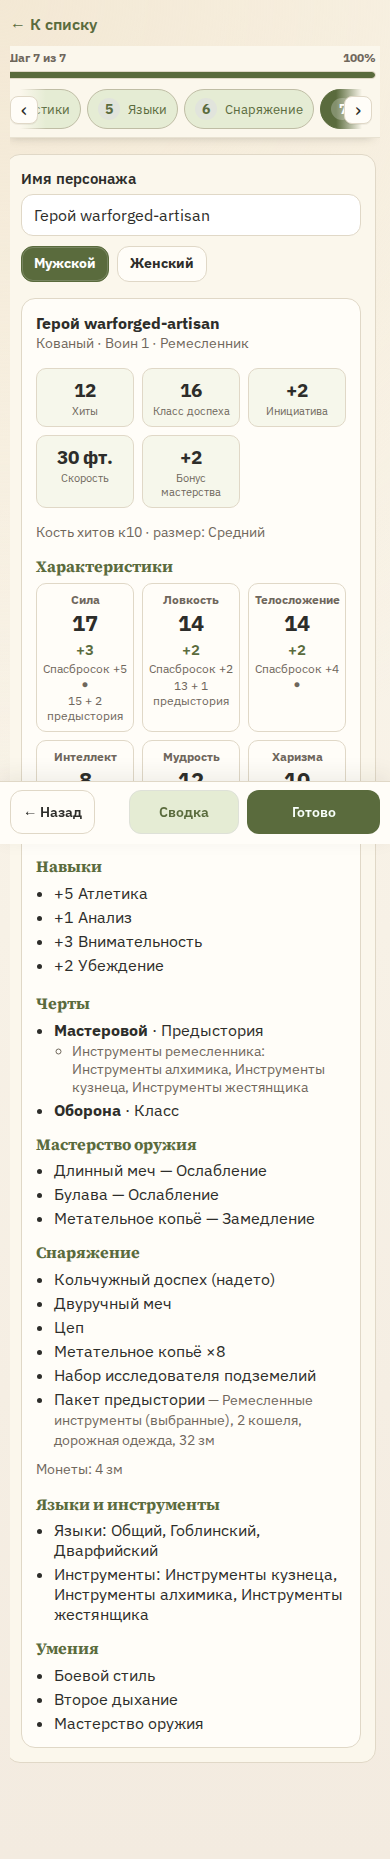 ← К списку
Шаг 7 из 7 100%
‹ стики 5 Языки 6 Снаряжение 7 ›
Имя персонажа
Герой warforged-artisan
Мужской Женский
Герой warforged-artisan
Кованый · Воин 1 · Ремесленник
12 16 +2
Хиты Класс доспеха Инициатива
30 фт. +2
Скорость Бонус
мастерства
Кость хитов к10 · размер: Средний
Характеристики
Сила Ловкость Телосложение
17 14 14
+3 +2 +2
Спасбросок +5 Спасбросок +2 Спасбросок +4
● 13 + 1 ●
15 + 2 предыстория
предыстория
Интеллект Мудрость Харизма
8 12 10
← Назад Сводка Готово
Навыки
• +5 Атлетика
• +1 Анализ
• +3 Внимательность
• +2 Убеждение
Черты
• Мастеровой · Предыстория
◦ Инструменты ремесленника:
Инструменты алхимика, Инструменты
кузнеца, Инструменты жестянщика
• Оборона · Класс
Мастерство оружия
• Длинный меч — Ослабление
• Булава — Ослабление
• Метательное копьё — Замедление
Снаряжение
• Кольчужный доспех (надето)
• Двуручный меч
• Цеп
• Метательное копьё ×8
• Набор исследователя подземелий
• Пакет предыстории — Ремесленные
инструменты (выбранные), 2 кошеля,
дорожная одежда, 32 зм
Монеты: 4 зм
Языки и инструменты
• Языки: Общий, Гоблинский,
Дварфийский
• Инструменты: Инструменты кузнеца,
Инструменты алхимика, Инструменты
жестянщика
Умения
• Боевой стиль
• Второе дыхание
• Мастерство оружия